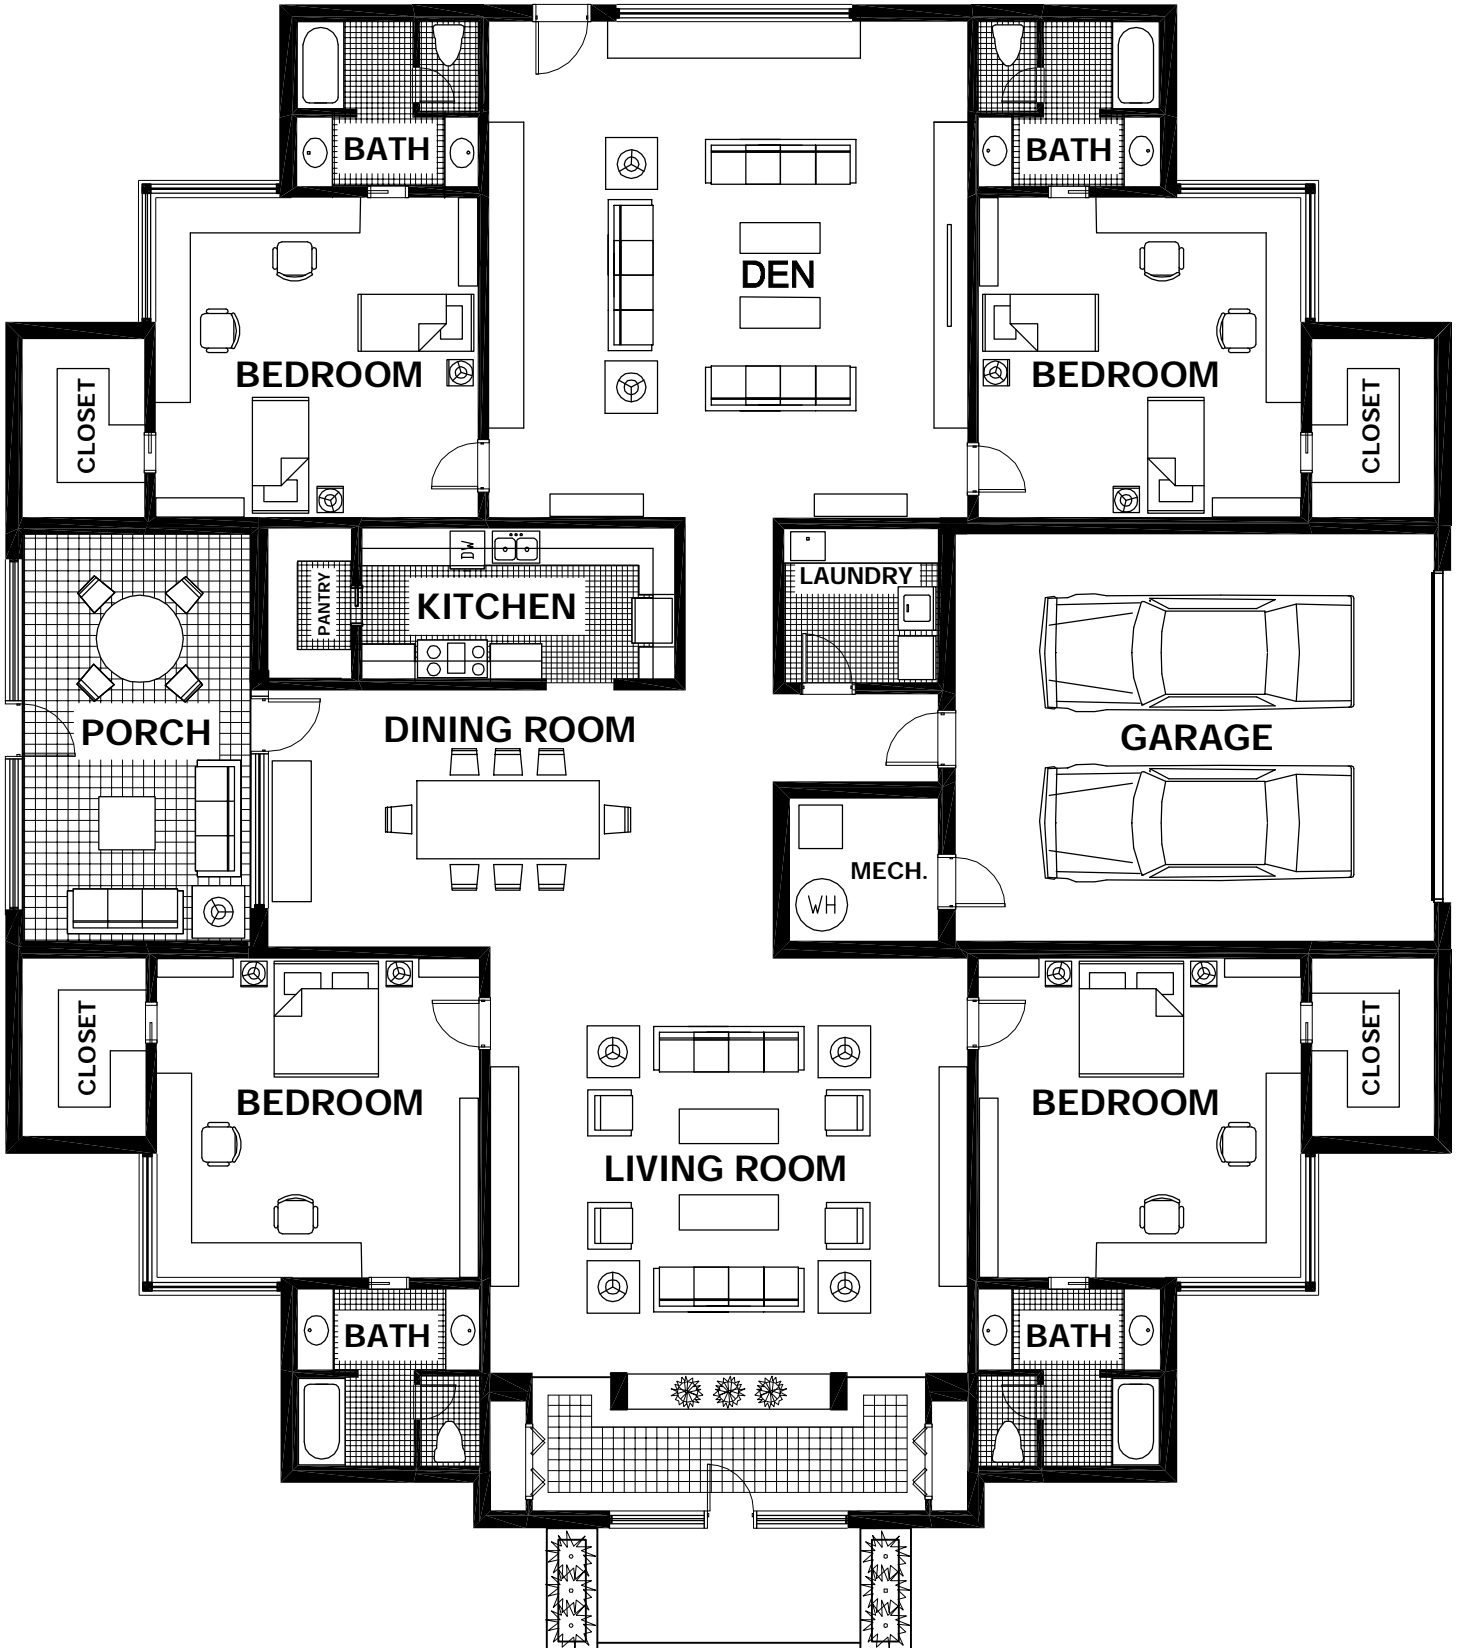 BATH
BATH
DEN
BEDROOM
BEDROOM
CLOSET
CLOSET
DW
LAUNDRY
PANTRY
KITCHEN
PORCH
DINING ROOM
GARAGE
MECH.
WH
CLOSET
CLOSET
BEDROOM
BEDROOM
LIVING ROOM
BATH
BATH